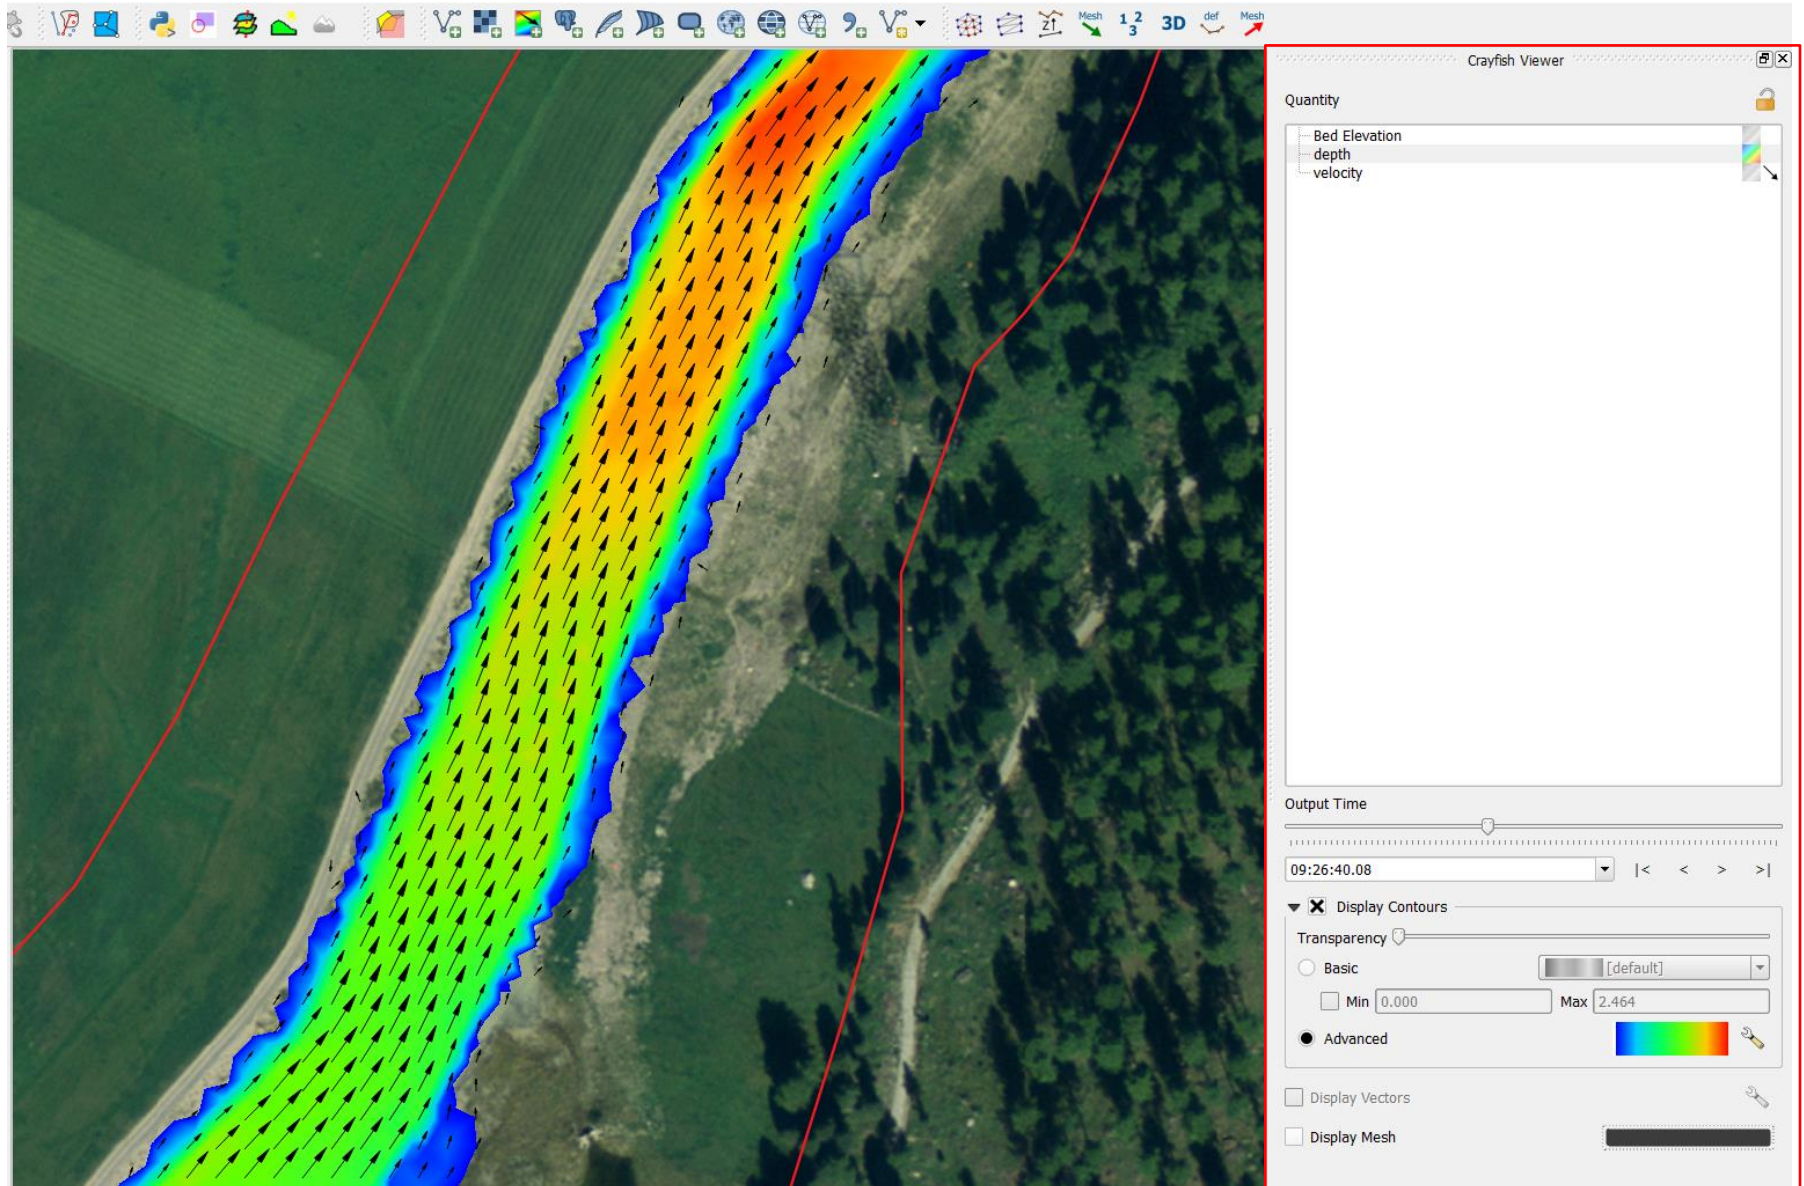 Mesh
1 2
3
3D
def
Mesh
Z
Crayfish Viewer
Quantity
Bed Elevation
depth
velocity
Output Time
09:26:40.08
|<  <  >  >|
Display Contours
Transparency
Basic
[default]
Min 0.000 Max 2.464
Advanced
Display Vectors
Display Mesh